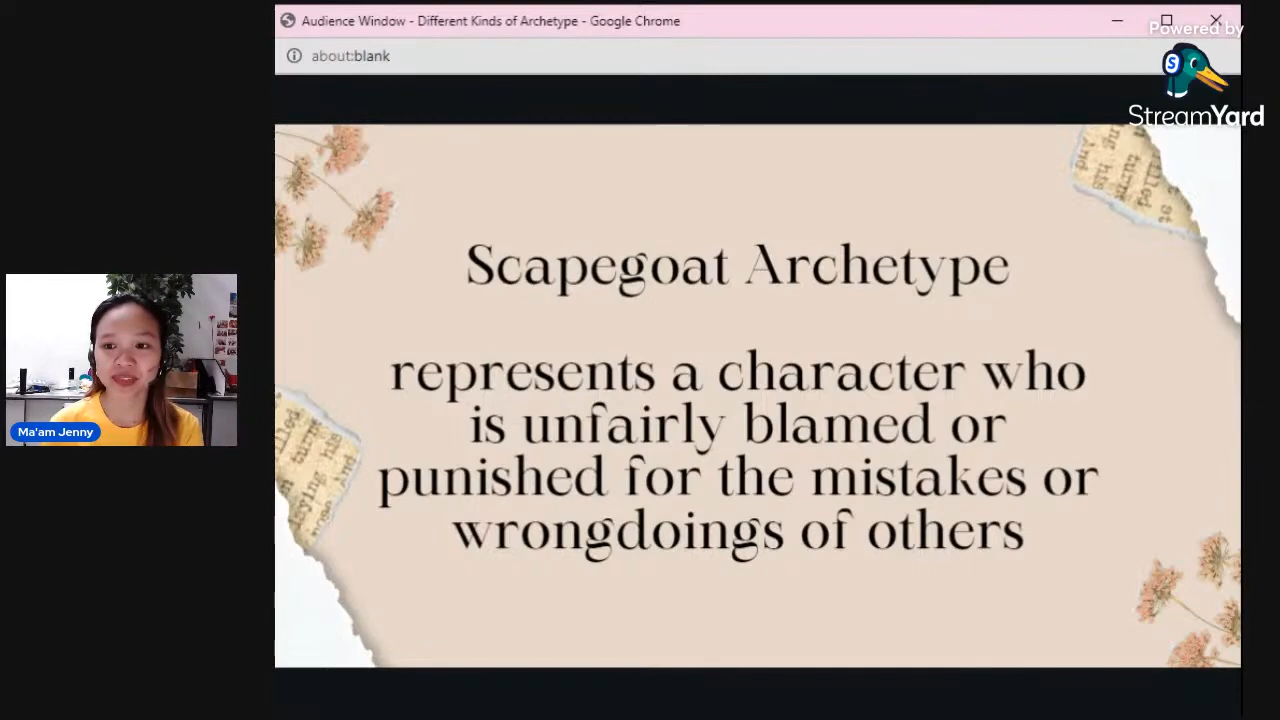 Audience Window - Different Kinds of Archetype - Google Chrome
about:blank
Powered by
StreamYard
Scapegoat Archetype
represents a character who
is unfairly blamed or
punished for the mistakes or
wrongdoings of others
Ma'am Jenny